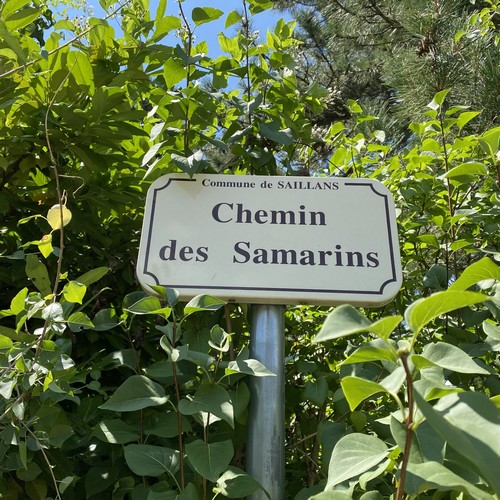 Commune de SAILLANS
Chemin
des Samarins